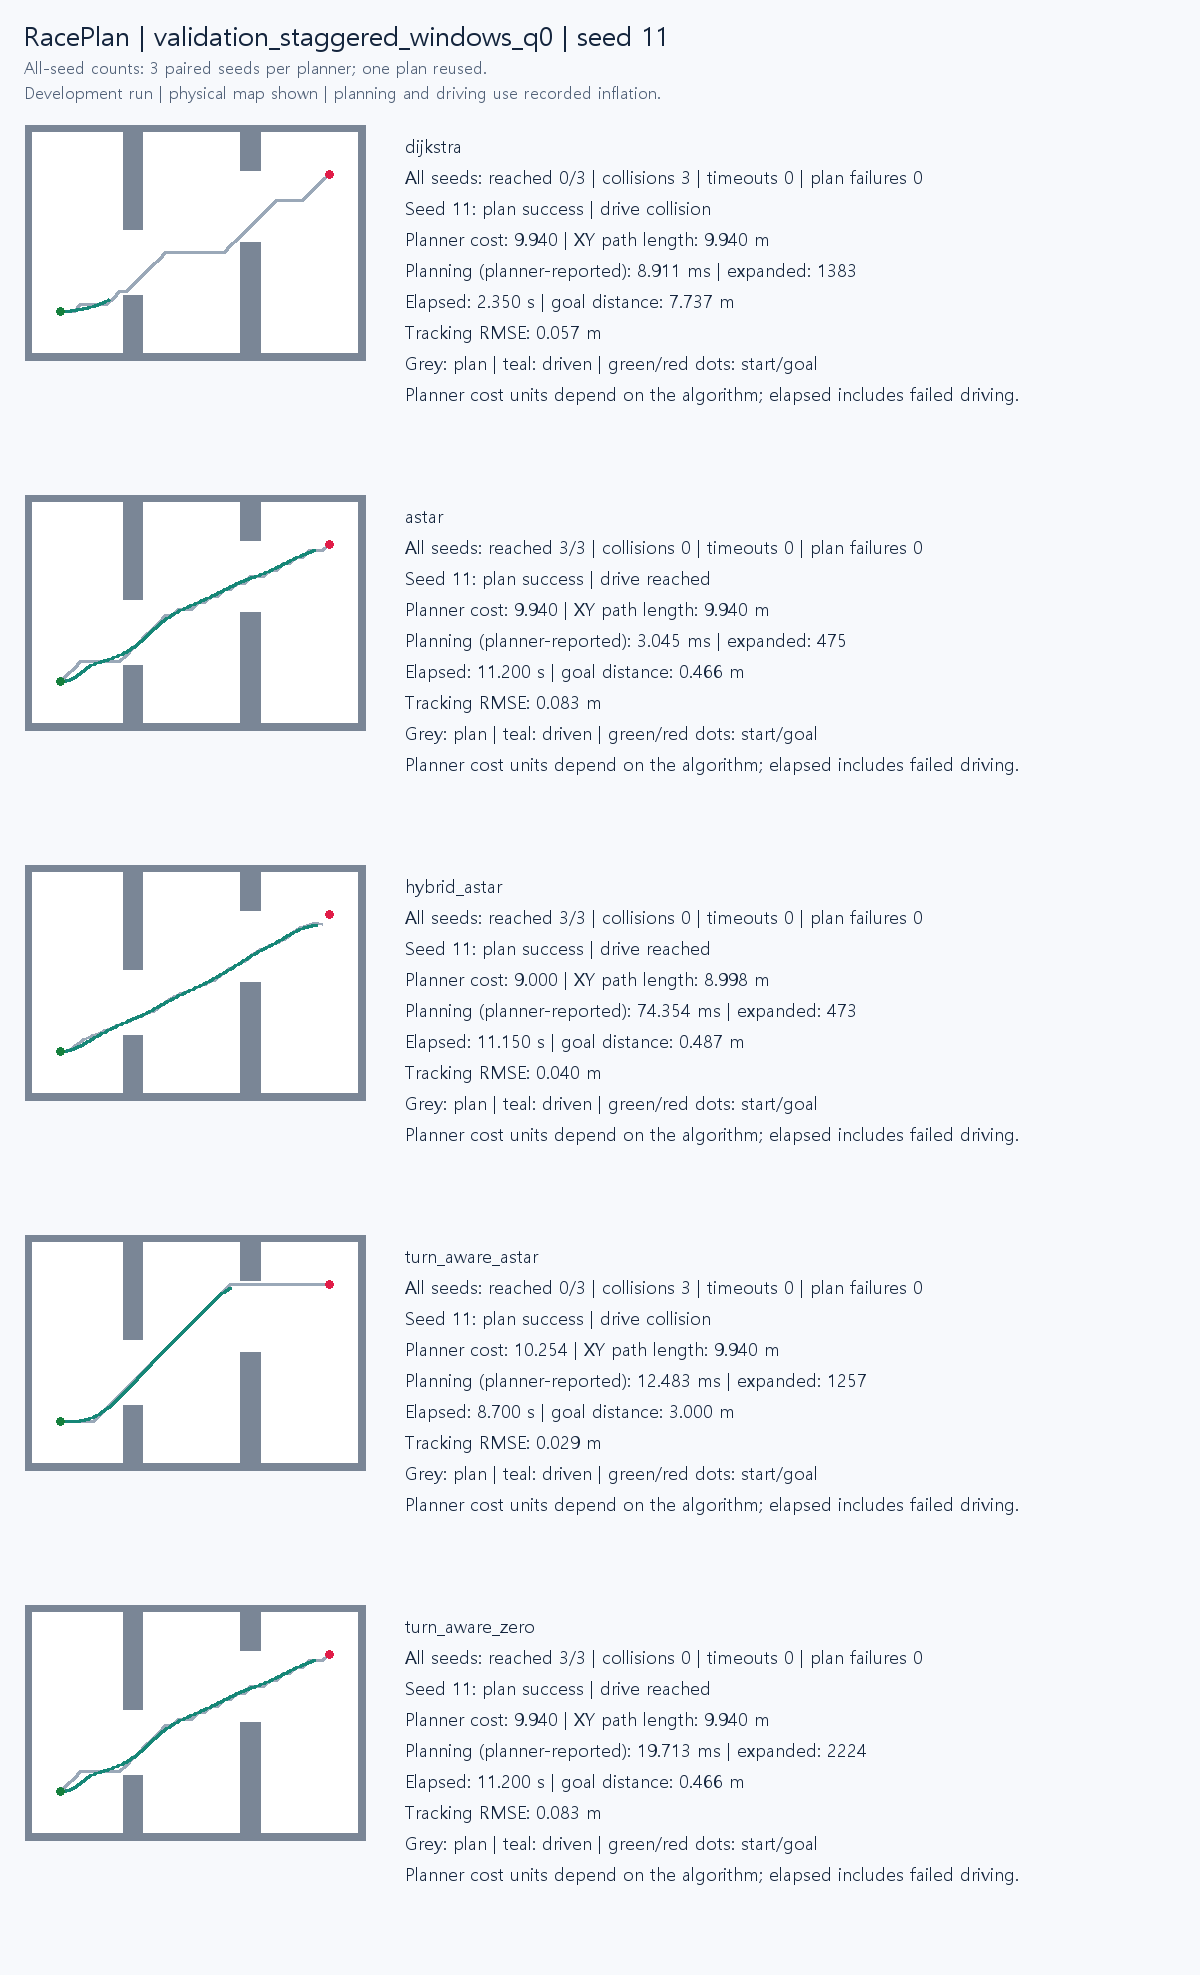 RacePlan | validation_staggered_windows_q0 | seed 11
All-seed counts: 3 paired seeds per planner; one plan reused.
Development run | physical map shown | planning and driving use recorded inflation.
dijkstra
All seeds: reached 0/3 | collisions 3 | timeouts 0 | plan failures 0
Seed 11: plan success | drive collision
Planner cost: 9.940 | XY path length: 9.940 m
Planning (planner-reported): 8.911 ms | expanded: 1383
Elapsed: 2.350 s | goal distance: 7.737 m
Tracking RMSE: 0.057 m
Grey: plan | teal: driven | green/red dots: start/goal
Planner cost units depend on the algorithm; elapsed includes failed driving.
astar
All seeds: reached 3/3 | collisions 0 | timeouts 0 | plan failures 0
Seed 11: plan success | drive reached
Planner cost: 9.940 | XY path length: 9.940 m
Planning (planner-reported): 3.045 ms | expanded: 475
Elapsed: 11.200 s | goal distance: 0.466 m
Tracking RMSE: 0.083 m
Grey: plan | teal: driven | green/red dots: start/goal
Planner cost units depend on the algorithm; elapsed includes failed driving.
hybrid_astar
All seeds: reached 3/3 | collisions 0 | timeouts 0 | plan failures 0
Seed 11: plan success | drive reached
Planner cost: 9.000 | XY path length: 8.998 m
Planning (planner-reported): 74.354 ms | expanded: 473
Elapsed: 11.150 s | goal distance: 0.487 m
Tracking RMSE: 0.040 m
Grey: plan | teal: driven | green/red dots: start/goal
Planner cost units depend on the algorithm; elapsed includes failed driving.
turn_aware_astar
All seeds: reached 0/3 | collisions 3 | timeouts 0 | plan failures 0
Seed 11: plan success | drive collision
Planner cost: 10.254 | XY path length: 9.940 m
Planning (planner-reported): 12.483 ms | expanded: 1257
Elapsed: 8.700 s | goal distance: 3.000 m
Tracking RMSE: 0.029 m
Grey: plan | teal: driven | green/red dots: start/goal
Planner cost units depend on the algorithm; elapsed includes failed driving.
turn_aware_zero
All seeds: reached 3/3 | collisions 0 | timeouts 0 | plan failures 0
Seed 11: plan success | drive reached
Planner cost: 9.940 | XY path length: 9.940 m
Planning (planner-reported): 19.713 ms | expanded: 2224
Elapsed: 11.200 s | goal distance: 0.466 m
Tracking RMSE: 0.083 m
Grey: plan | teal: driven | green/red dots: start/goal
Planner cost units depend on the algorithm; elapsed includes failed driving.